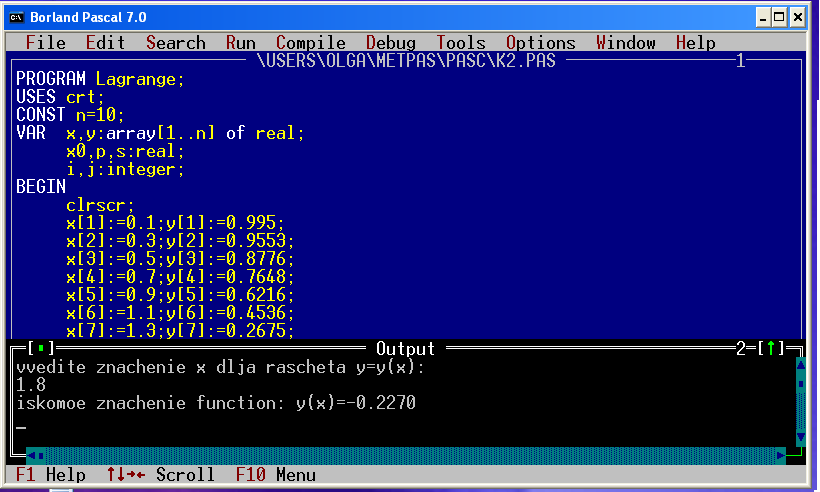 Borland Pascal 7.0
File Edit Search Run Compile Debug Tools Options Window Help
\USERS\OLGA\METPAS\PASC\K2.PAS 1
PROGRAM Lagrange;
USES crt;
CONST n=10;
VAR x,y:array[1..n] of real;
x0,p,s:real;
i,j:integer;
BEGIN
clrscr;
x[1]:=0.1;y[1]:=0.995;
x[2]:=0.3;y[2]:=0.9553;
x[3]:=0.5;y[3]:=0.8776;
x[4]:=0.7;y[4]:=0.7648;
x[5]:=0.9;y[5]:=0.6216;
x[6]:=1.1;y[6]:=0.4536;
x[7]:=1.3;y[7]:=0.2675;
Output 2=[↑]
vvedite znachenie x dlja rascheta y=y(x):
1.8
iskomoe znachenie function: y(x)=-0.2270
_
F1 Help ↑↓→← Scroll F10 Menu